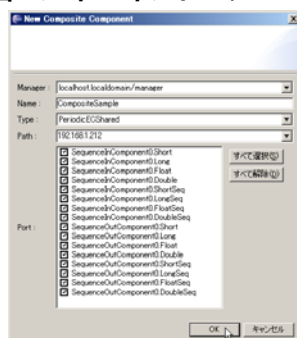 New Composite Component
Manager : localhost.localdomain/manager
Name : CompositeSample
Type : PeriodicECShared
Path : 192.168.1.212
Port :
SequenceInComponent0.Short
SequenceInComponent0.Long
SequenceInComponent0.Float
SequenceInComponent0.Double
SequenceInComponent0.ShortSeq
SequenceInComponent0.LongSeq
SequenceInComponent0.FloatSeq
SequenceInComponent0.DoubleSeq
SequenceOutComponent0.Short
SequenceOutComponent0.Long
SequenceOutComponent0.Float
SequenceOutComponent0.Double
SequenceOutComponent0.ShortSeq
SequenceOutComponent0.LongSeq
SequenceOutComponent0.FloatSeq
SequenceOutComponent0.DoubleSeq
すべて選択(S)
すべて解除(D)
OK
キャンセル